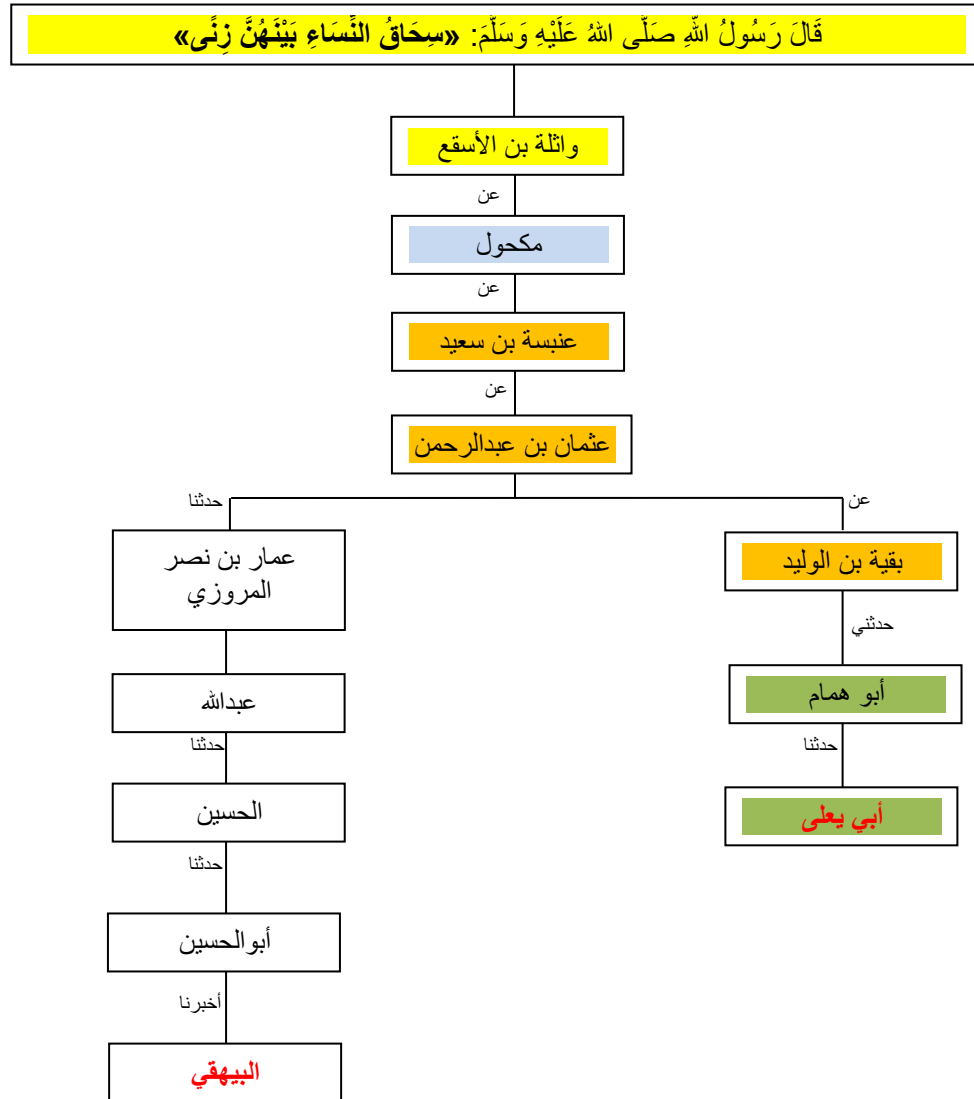 قَالَ رَسُولُ اللَّهِ صَلَّى اللهُ عَلَيْهِ وَسَلَّمَ: «سِحَاقُ النِّسَاءِ بَيْنَهُنَّ زِنًى»
واثلة بن الأسقع
عن
مكحول
عن
عنبسة بن سعيد
عن
عثمان بن عبدالرحمن
عن
حدثنا
بقية بن الوليد
عمار بن نصر
المروزي
حدثني
أبو همام
عبدالله
حدثنا
حدثنا
أبي يعلى
الحسين
حدثنا
أبوالحسين
أخبرنا
البيهقي